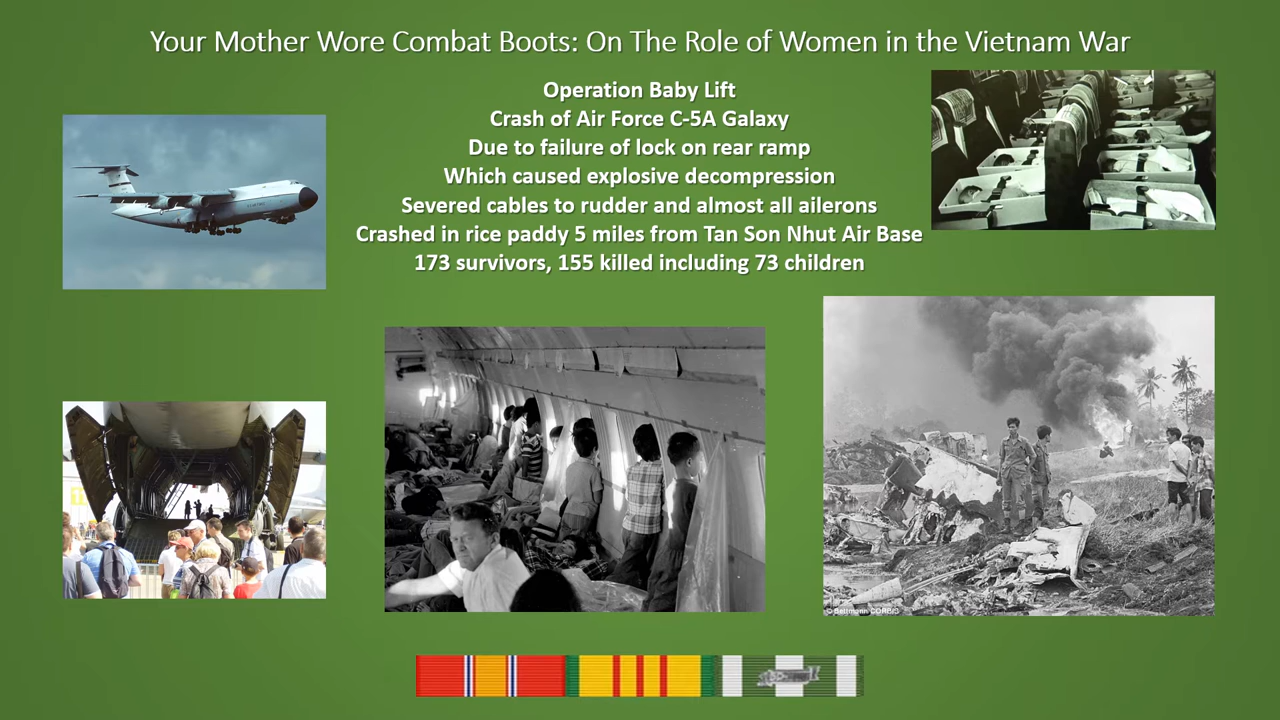 Your Mother Wore Combat Boots: On The Role of Women in the Vietnam War
Operation Baby Lift
Crash of Air Force C-5A Galaxy
Due to failure of lock on rear ramp
Which caused explosive decompression
Severed cables to rudder and almost all ailerons
Crashed in rice paddy 5 miles from Tan Son Nhut Air Base
173 survivors, 155 killed including 73 children
© Bettmann CORBIS